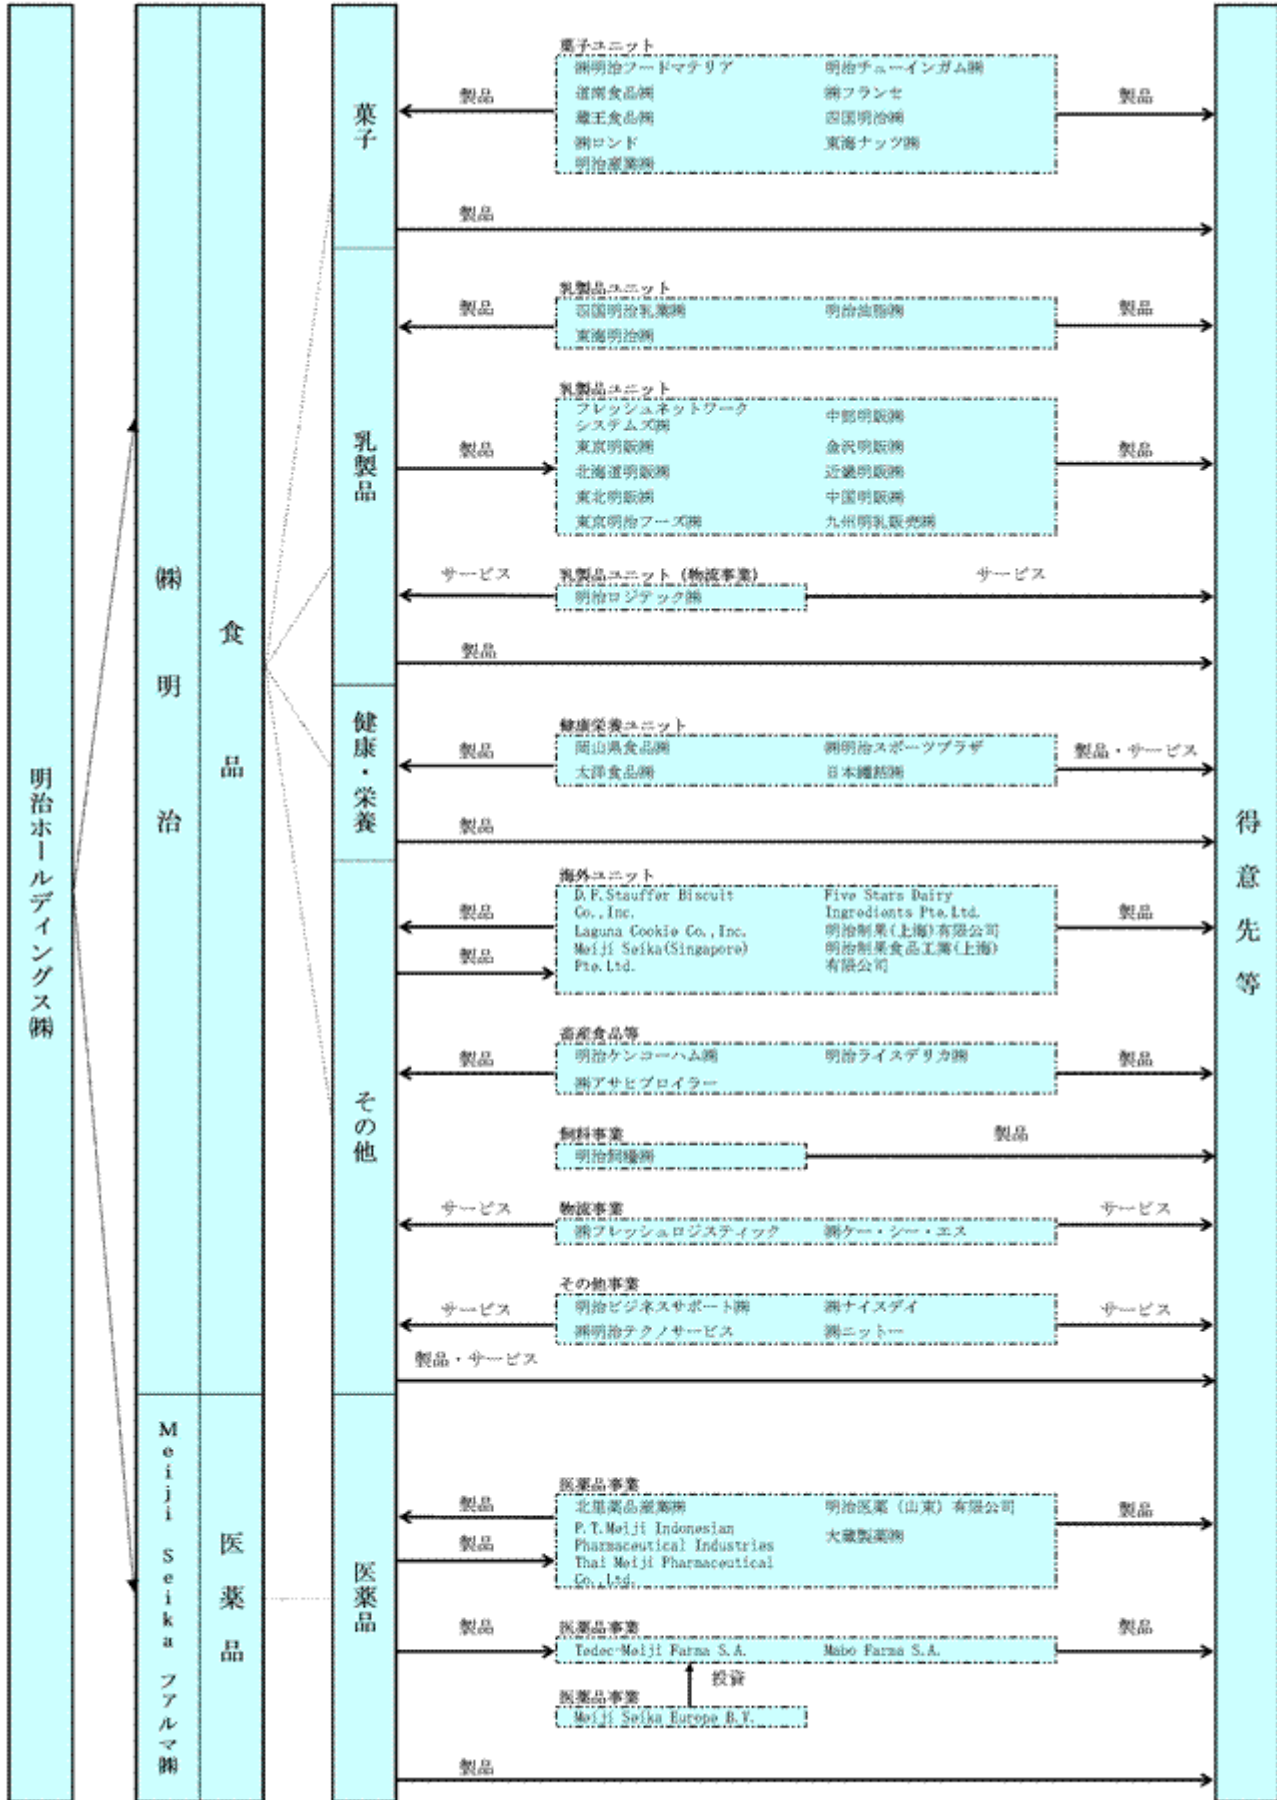 明治ホールディングス㈱
㈱明治
食品
Meiji Seika ファルマ㈱
医薬品
菓子
菓子ユニット
㈱明治フードマテリア
明治チューインガム㈱
道南食品㈱
㈱フランセ
蔵王食品㈱
四国明治㈱
㈱ロンド
東海ナッツ㈱
明治産業㈱
製品
製品
製品
乳製品
乳製品ユニット
四国明治乳業㈱
明治油脂㈱
東海明治㈱
製品
製品
乳製品ユニット
フレッシュネットワーク
システムズ㈱
中部明販㈱
東京明販㈱
金沢明販㈱
北海道明販㈱
近畿明販㈱
東北明販㈱
中国明販㈱
東京明治フーズ㈱
九州明乳販売㈱
製品
製品
サービス
乳製品ユニット（物流事業）
サービス
明治ロジテック㈱
製品
健康・栄養
健康栄養ユニット
岡山県食品㈱
㈱明治スポーツプラザ
太洋食品㈱
日本罐詰㈱
製品
製品・サービス
製品
その他
海外ユニット
D.F.Stauffer Biscuit
Co.,Inc.
Five Stars Dairy
Ingredients Pte.Ltd.
Laguna Cookie Co.,Inc.
明治制果(上海)有限公司
Meiji Seika(Singapore)
Pte.Ltd.
明治制果食品工業(上海)
有限公司
製品
製品
製品
畜産食品等
明治ケンコーハム㈱
明治ライスデリカ㈱
㈱アサヒブロイラー
製品
製品
飼料事業
明治飼糧㈱
製品
サービス
物流事業
サービス
㈱フレッシュロジスティック
㈱ケー・シー・エス
その他事業
明治ビジネスサポート㈱
㈱ナイスデイ
㈱明治テクノサービス
㈱ニットー
サービス
サービス
製品・サービス
医薬品
医薬品事業
北里薬品産業㈱
明治医薬（山東）有限公司
P.T.Meiji Indonesian
Pharmaceutical Industries
大蔵製薬㈱
Thai Meiji Pharmaceutical
Co.,Ltd.
製品
製品
製品
製品
医薬品事業
製品
Tedec-Meiji Farma S.A.
Mabo Farma S.A.
投資
医薬品事業
Meiji Seika Europe B.V.
製品
得意先等